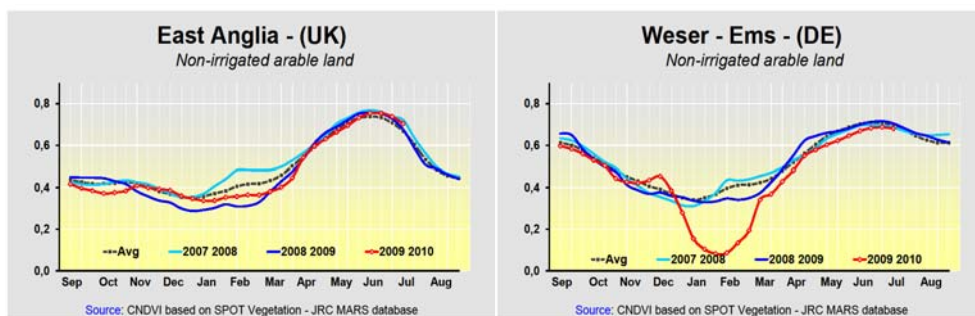 East Anglia - (UK)
Non-irrigated arable land
0,8
0,6
0,4
0,2
0,0
Avg 2007 2008 2008 2009 2009 2010
Sep Oct Nov Dec Jan Feb Mar Apr May Jun Jul Aug
Source: CNDVI based on SPOT Vegetation - JRC MARS database
Weser - Ems - (DE)
Non-irrigated arable land
0,8
0,6
0,4
0,2
0,0
Avg 2007 2008 2008 2009 2009 2010
Sep Oct Nov Dec Jan Feb Mar Apr May Jun Jul Aug
Source: CNDVI based on SPOT Vegetation - JRC MARS database